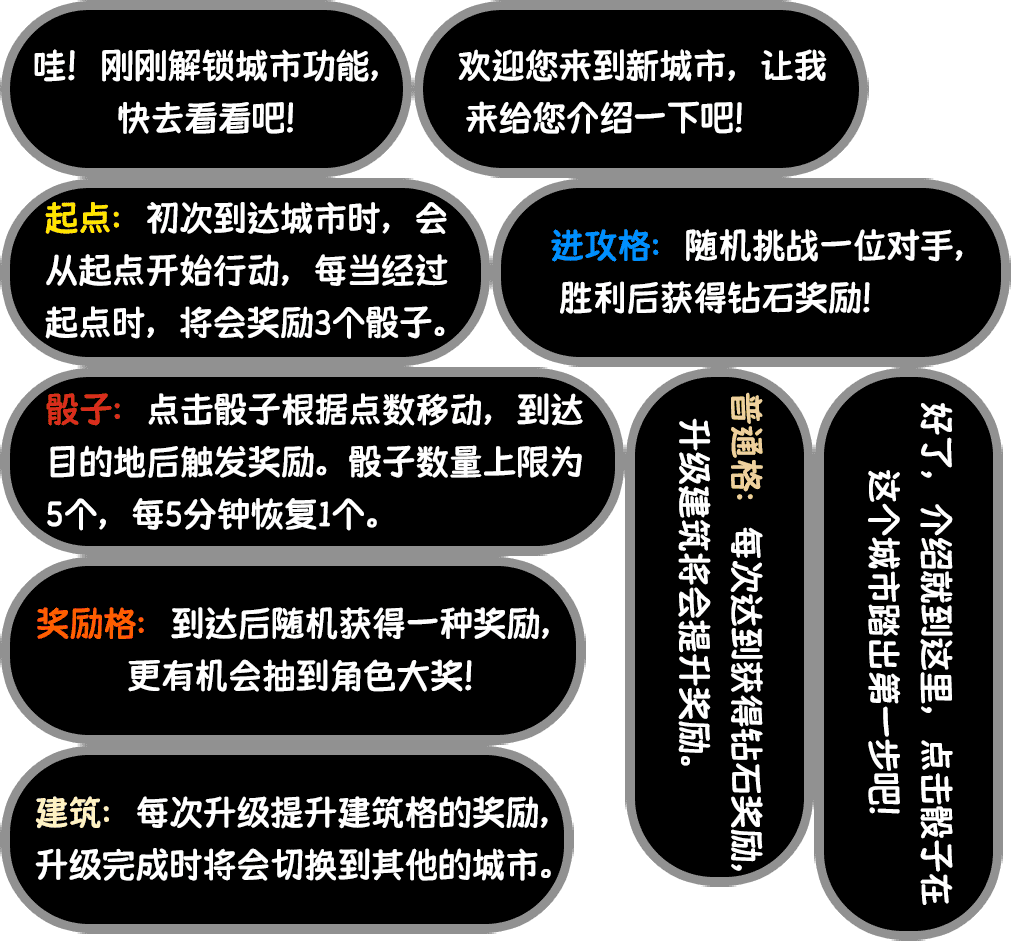 哇！刚刚解锁城市功能，
快去看看吧！
欢迎您来到新城市，让我
来给您介绍一下吧！
起点：初次到达城市时，会
从起点开始行动，每当经过
起点时，将会奖励3个骰子。
进攻格：随机挑战一位对手，
胜利后获得钻石奖励！
骰子：点击骰子根据点数移动，到达
目的地后触发奖励。骰子数量上限为
5个，每5分钟恢复1个。
普通格：每次达到获得钻石奖励，
升级建筑将会提升奖励。
好了，介绍就到这里，点击骰子在
这个城市踏出第一步吧！
奖励格：到达后随机获得一种奖励，
更有机会抽到角色大奖！
建筑：每次升级提升建筑格的奖励，
升级完成时将会切换到其他的城市。